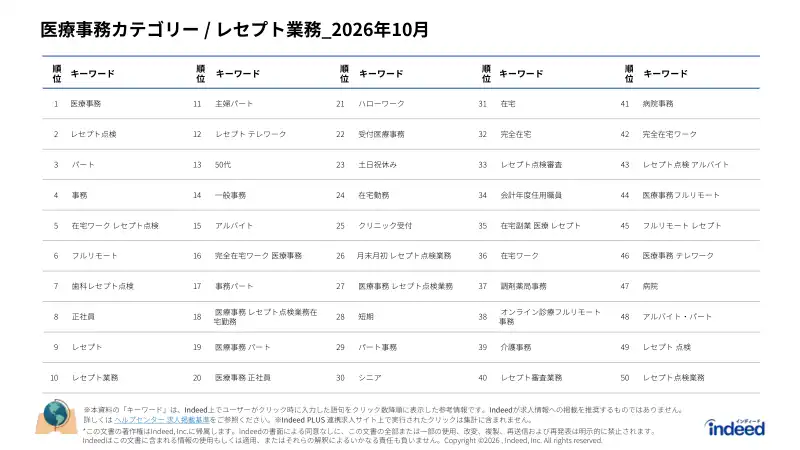 医療事務カテゴリー / レセプト業務_2026年10月
順位 キーワード 順位 キーワード 順位 キーワード 順位 キーワード 順位 キーワード
1 医療事務 11 主婦パート 21 ハローワーク 31 在宅 41 病院事務
2 レセプト点検 12 レセプト テレワーク 22 受付医療事務 32 完全在宅 42 完全在宅ワーク
3 パート 13 50代 23 土日祝休み 33 レセプト点検審査 43 レセプト点検 アルバイト
4 事務 14 一般事務 24 在宅勤務 34 会計年度任用職員 44 医療事務フルリモート
5 在宅ワーク レセプト点検 15 アルバイト 25 クリニック受付 35 在宅副業 医療 レセプト 45 フルリモート レセプト
6 フルリモート 16 完全在宅ワーク 医療事務 26 月末月初 レセプト点検業務 36 在宅ワーク 46 医療事務 テレワーク
7 歯科レセプト点検 17 事務パート 27 医療事務 レセプト点検業務 37 調剤薬局事務 47 病院
8 正社員 18 医療事務 レセプト点検業務在宅勤務 28 短期 38 オンライン診療フルリモート事務 48 アルバイト・パート
9 レセプト 19 医療事務 パート 29 パート事務 39 介護事務 49 レセプト 点検
10 レセプト業務 20 医療事務 正社員 30 シニア 40 レセプト審査業務 50 レセプト点検業務
※本資料の「キーワード」は、Indeed上でユーザーがクリック時に入力した語句をクリック数降順に表示した参考情報です。Indeedが求人情報への掲載を推奨するものではありません。
詳しくは ヘルプセンター 求人掲載基準をご参照ください。※Indeed PLUS 連携求人サイト上で実行されたクリックは集計に含まれません。
*この文書の著作権はIndeed, Inc.に帰属します。Indeedの書面による同意なしに、この文書の全部または一部の使用、改変、複製、再送信および再発表は明示的に禁止されます。
Indeedはこの文書に含まれる情報の使用もしくは適用、またはそれらの解釈によるいかなる責任も負いません。Copyright ©2026 , Indeed, Inc. All rights reserved.
インディード
indeed